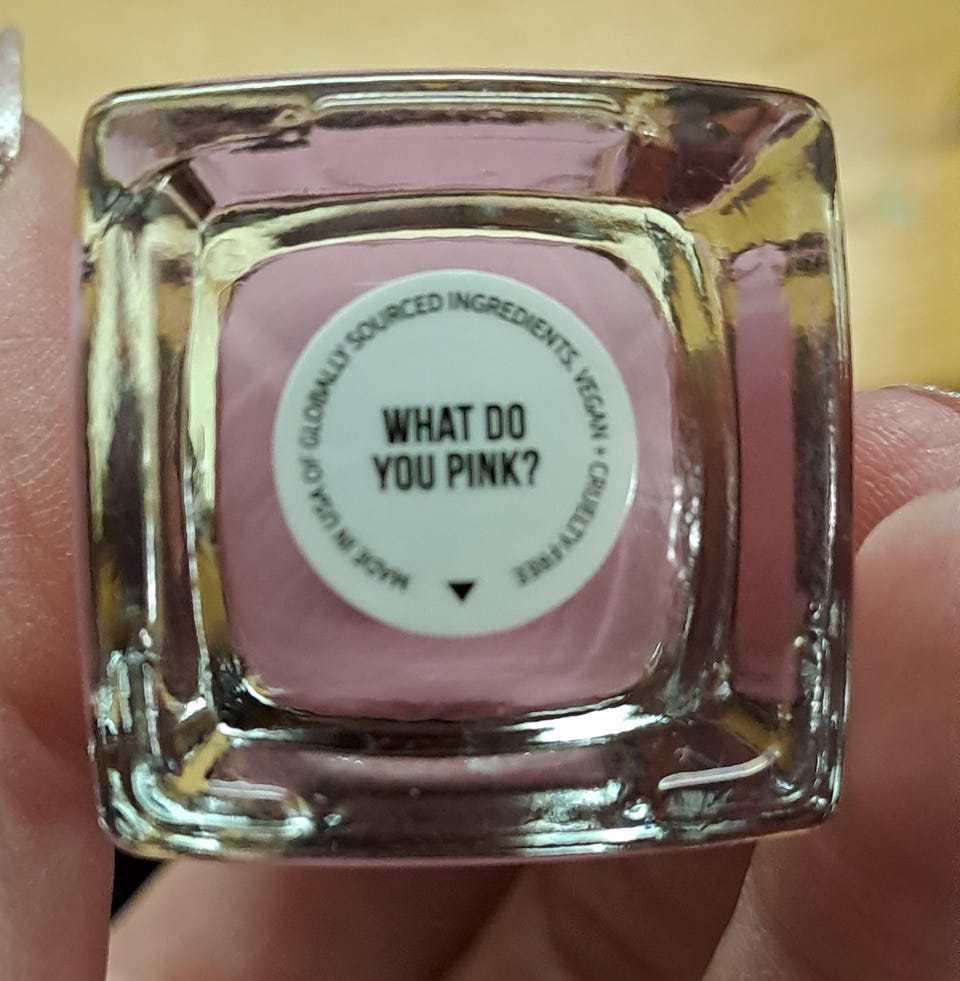 MADE IN USA OF GLOBALLY SOURCED INGREDIENTS. VEGAN + CRUELTY-FREE
WHAT DO
YOU PINK?